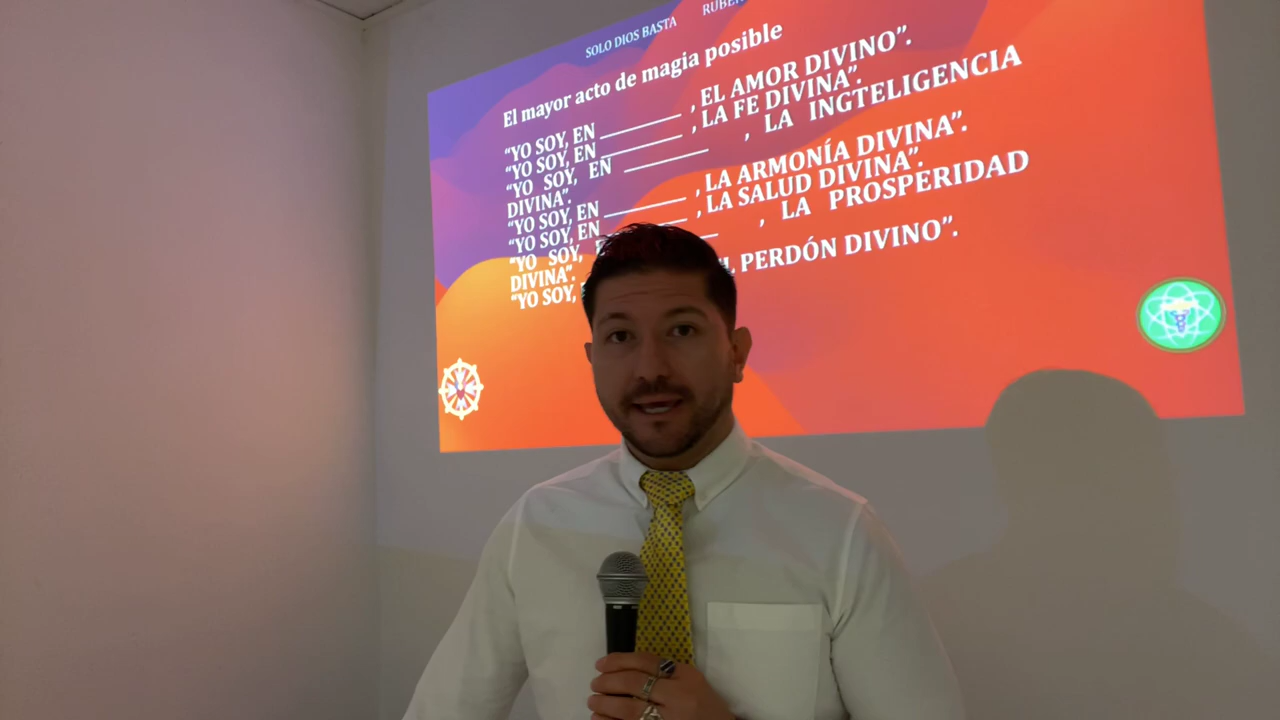 SOLO DIOS BASTA
El mayor acto de magia posible
“YO SOY, EN ________ , EL AMOR DIVINO”.
“YO SOY, EN ________ , LA FE DIVINA”.
“YO SOY, EN ________ , LA INGTELIGENCIA
DIVINA”.
“YO SOY, EN ________ , LA ARMONÍA DIVINA”.
“YO SOY, EN ________ , LA SALUD DIVINA”.
“YO SOY, ________ , LA PROSPERIDAD
DIVINA”.
“YO SOY, PERDÓN DIVINO”.